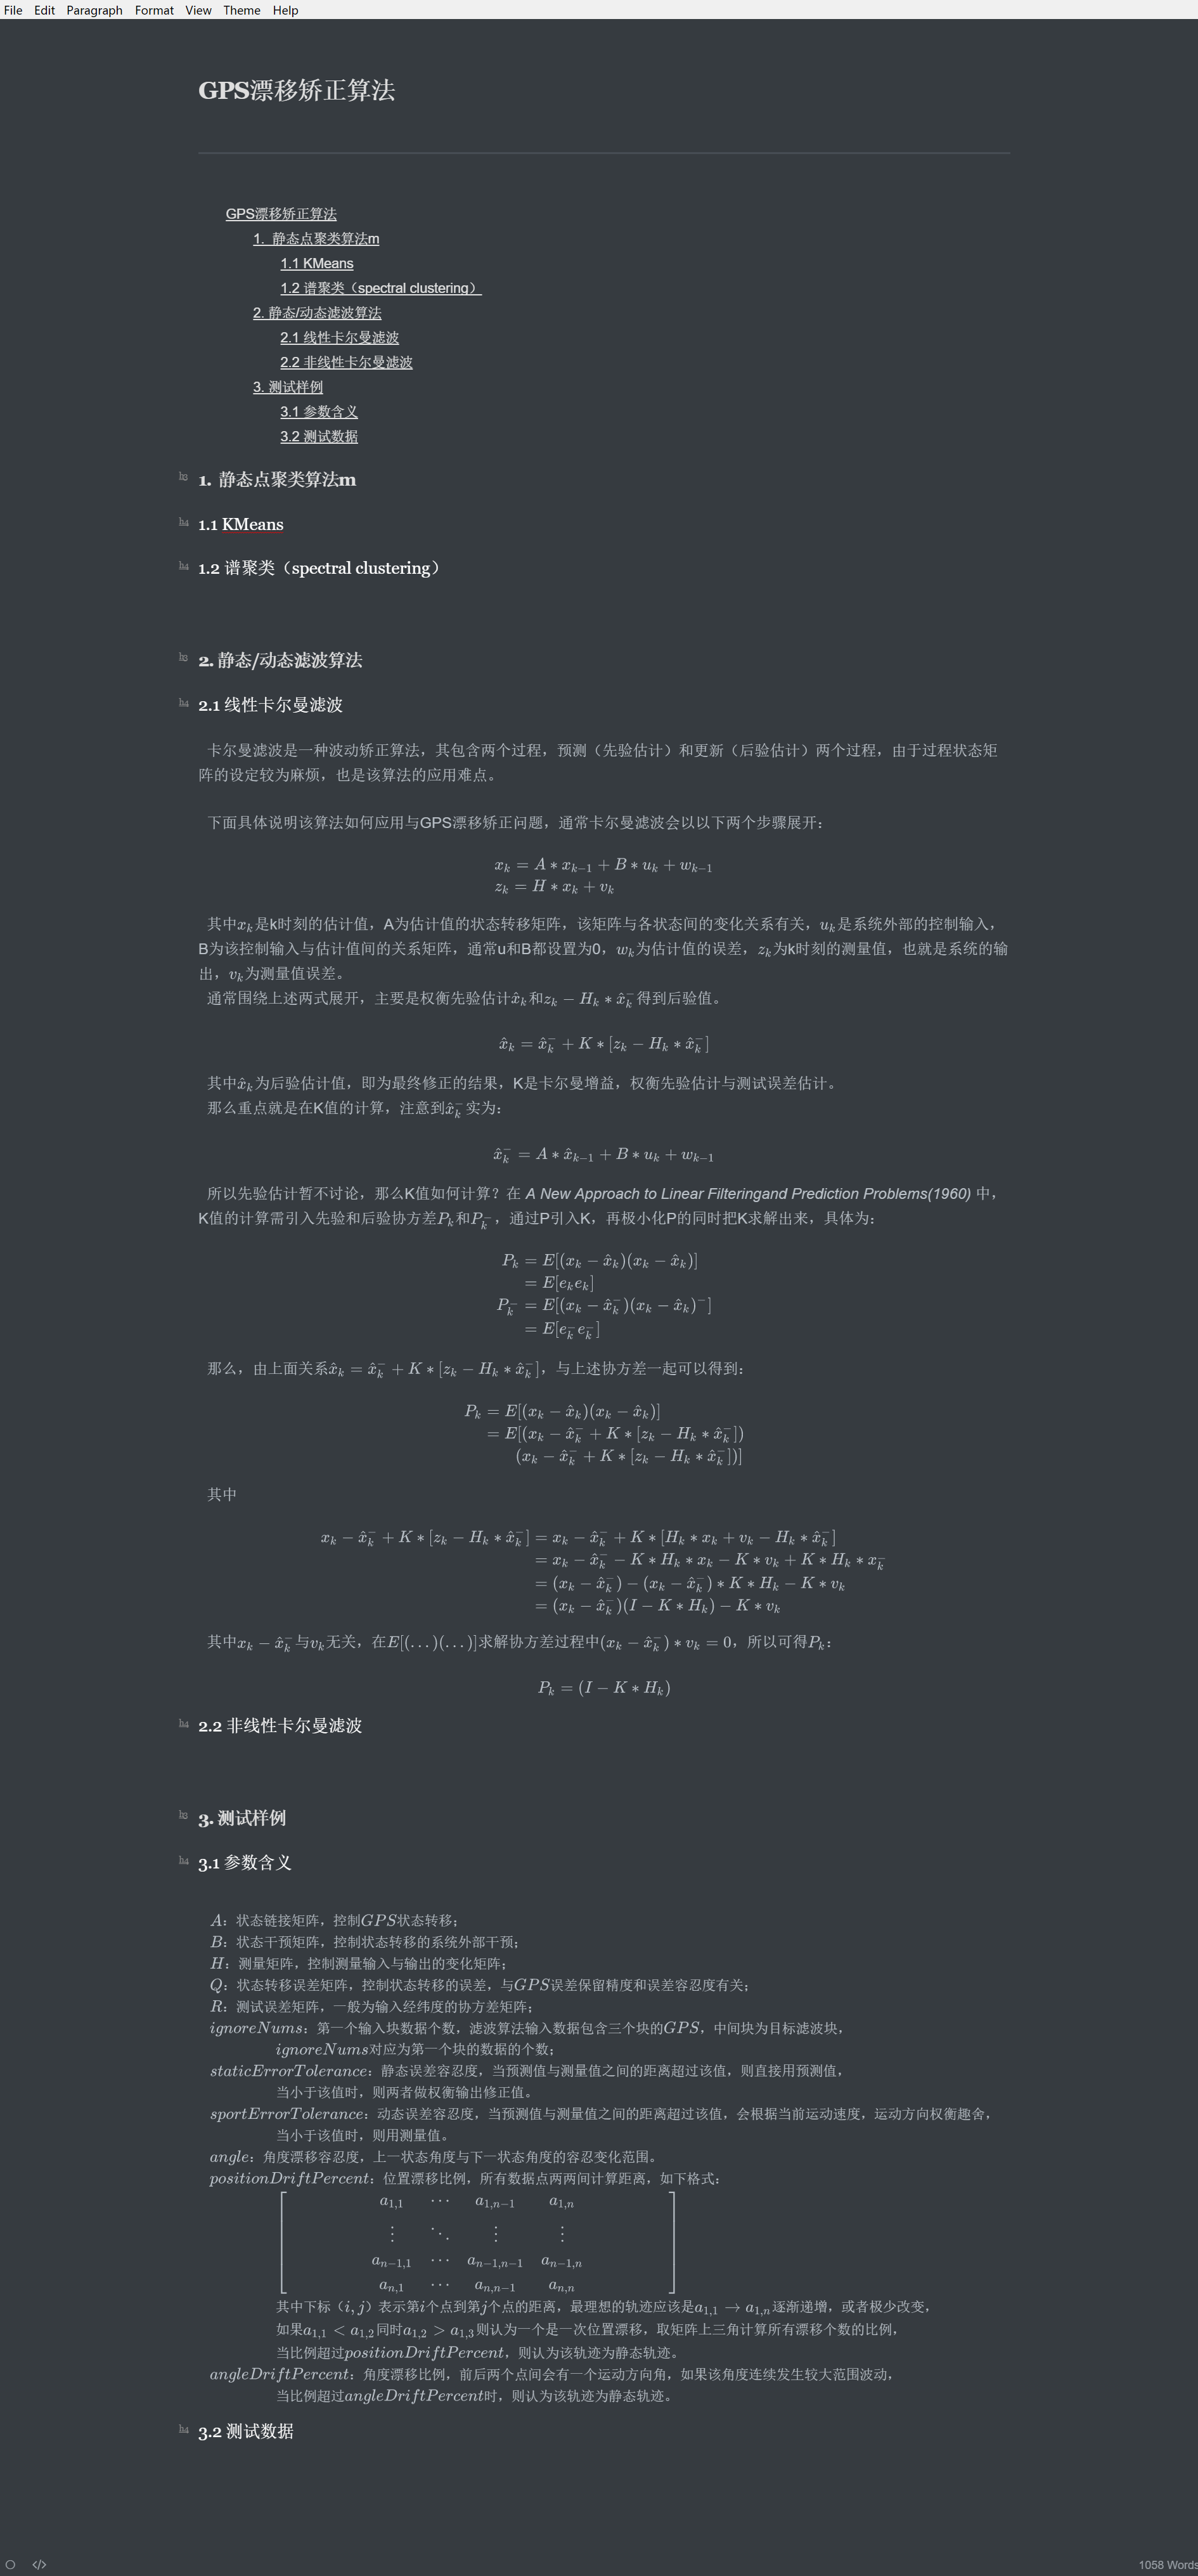 File Edit Paragraph Format View Theme Help
GPS漂移矫正算法
GPS漂移矫正算法
1. 静态点聚类算法m
1.1 KMeans
1.2 谱聚类（spectral clustering）
2. 静态/动态滤波算法
2.1 线性卡尔曼滤波
2.2 非线性卡尔曼滤波
3. 测试样例
3.1 参数含义
3.2 测试数据
h3 1. 静态点聚类算法m
h4 1.1 KMeans
h4 1.2 谱聚类（spectral clustering）
h3 2. 静态/动态滤波算法
h4 2.1 线性卡尔曼滤波
卡尔曼滤波是一种波动矫正算法，其包含两个过程，预测（先验估计）和更新（后验估计）两个过程，由于过程状态矩
阵的设定较为麻烦，也是该算法的应用难点。
下面具体说明该算法如何应用与GPS漂移矫正问题，通常卡尔曼滤波会以以下两个步骤展开：
$x_k = A * x_{k-1} + B * u_k + w_{k-1}$
$z_k = H * x_k + v_k$
其中$x_k$是k时刻的估计值，A为估计值的状态转移矩阵，该矩阵与各状态间的变化关系有关，$u_k$是系统外部的控制输入，
B为该控制输入与估计值间的关系矩阵，通常u和B都设置为0，$w_k$为估计值的误差，$z_k$为k时刻的测量值，也就是系统的输
出，$v_k$为测量值误差。
通常围绕上述两式展开，主要是权衡先验估计$\hat{x}_k$和$z_k - H_k * \hat{x}_k^-$得到后验值。
$\hat{x}_k = \hat{x}_k^- + K * [z_k - H_k * \hat{x}_k^-]$
其中$\hat{x}_k$为后验估计值，即为最终修正的结果，K是卡尔曼增益，权衡先验估计与测试误差估计。
那么重点就是在K值的计算，注意到$\hat{x}_k^-$实为：
$\hat{x}_k^- = A * \hat{x}_{k-1} + B * u_k + w_{k-1}$
所以先验估计暂不讨论，那么K值如何计算？在 A New Approach to Linear Filteringand Prediction Problems(1960) 中，
K值的计算需引入先验和后验协方差$P_k$和$P_k^-$，通过P引入K，再极小化P的同时把K求解出来，具体为：
$P_k = E[(x_k - \hat{x}_k)(x_k - \hat{x}_k)]$
$= E[e_k e_k]$
$P_k^- = E[(x_k - \hat{x}_k^-)(x_k - \hat{x}_k)^-]$
$= E[e_k^- e_k^-]$
那么，由上面关系$\hat{x}_k = \hat{x}_k^- + K * [z_k - H_k * \hat{x}_k^-]$，与上述协方差一起可以得到：
$P_k = E[(x_k - \hat{x}_k)(x_k - \hat{x}_k)]$
$= E[(x_k - \hat{x}_k^- + K * [z_k - H_k * \hat{x}_k^-])$
$(x_k - \hat{x}_k^- + K * [z_k - H_k * \hat{x}_k^-])]$
其中
$x_k - \hat{x}_k^- + K * [z_k - H_k * \hat{x}_k^-] = x_k - \hat{x}_k^- + K * [H_k * x_k + v_k - H_k * \hat{x}_k^-]$
$= x_k - \hat{x}_k^- - K * H_k * x_k - K * v_k + K * H_k * x_k^-$
$= (x_k - \hat{x}_k^-) - (x_k - \hat{x}_k^-) * K * H_k - K * v_k$
$= (x_k - \hat{x}_k^-)(I - K * H_k) - K * v_k$
其中$x_k - \hat{x}_k^-$与$v_k$无关，在$E[(...)(...)]$求解协方差过程中$(x_k - \hat{x}_k^-) * v_k = 0$，所以可得$P_k$：
$P_k = (I - K * H_k)$
h4 2.2 非线性卡尔曼滤波
h3 3. 测试样例
h4 3.1 参数含义
A：状态链接矩阵，控制GPS状态转移；
B：状态干预矩阵，控制状态转移的系统外部干预；
H：测量矩阵，控制测量输入与输出的变化矩阵；
Q：状态转移误差矩阵，控制状态转移的误差，与GPS误差保留精度和误差容忍度有关；
R：测试误差矩阵，一般为输入经纬度的协方差矩阵；
ignoreNums：第一个输入块数据个数，滤波算法输入数据包含三个块的GPS，中间块为目标滤波块，
ignoreNums对应为第一个块的数据的个数；
staticErrorTolerance：静态误差容忍度，当预测值与测量值之间的距离超过该值，则直接用预测值，
当小于该值时，则两者做权衡输出修正值。
sportErrorTolerance：动态误差容忍度，当预测值与测量值之间的距离超过该值，会根据当前运动速度，运动方向权衡趣舍，
当小于该值时，则用测量值。
angle：角度漂移容忍度，上一状态角度与下一状态角度的容忍变化范围。
positionDriftPercent：位置漂移比例，所有数据点两两间计算距离，如下格式：
$a_{1,1}$ ⋯ $a_{1,n-1}$ $a_{1,n}$
⋮ ⋱ ⋮ ⋮
$a_{n-1,1}$ ⋯ $a_{n-1,n-1}$ $a_{n-1,n}$
$a_{n,1}$ ⋯ $a_{n,n-1}$ $a_{n,n}$
其中下标（i, j）表示第i个点到第j个点的距离，最理想的轨迹应该是$a_{1,1} → a_{1,n}$逐渐递增，或者极少改变，
如果$a_{1,1} < a_{1,2}$同时$a_{1,2} > a_{1,3}$则认为一个是一次位置漂移，取矩阵上三角计算所有漂移个数的比例，
当比例超过positionDriftPercent，则认为该轨迹为静态轨迹。
angleDriftPercent：角度漂移比例，前后两个点间会有一个运动方向角，如果该角度连续发生较大范围波动，
当比例超过angleDriftPercent时，则认为该轨迹为静态轨迹。
h4 3.2 测试数据
</> 1058 Words